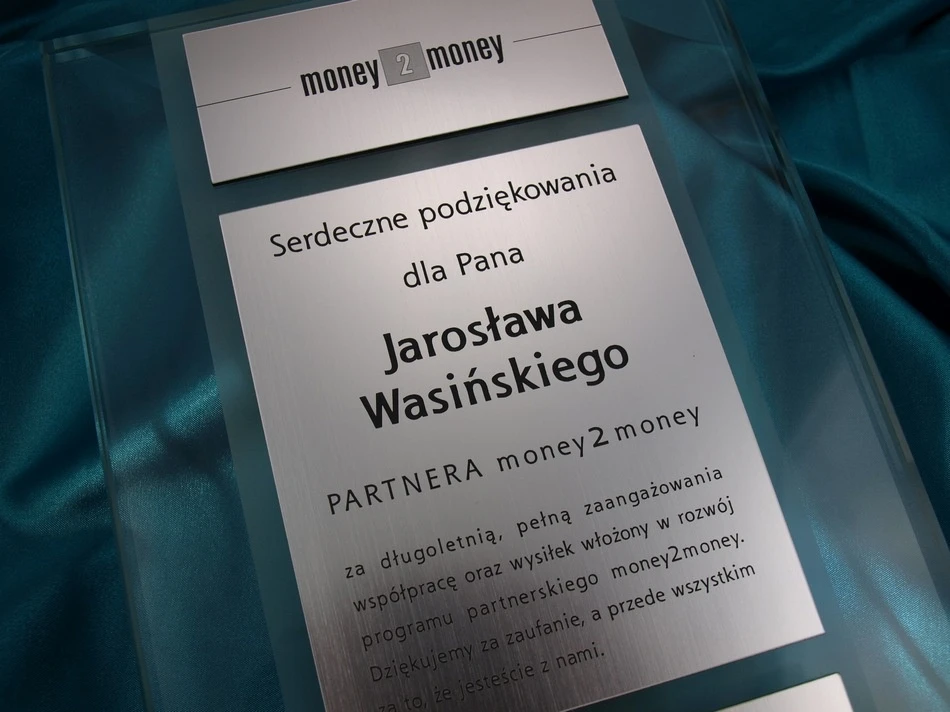 money 2 money
Serdeczne podziękowania
dla Pana
Jarosława
Wasińskiego
PARTNERA money2money
za długoletnią, pełną zaangażowania
współpracę oraz wysiłek włożony w rozwój
programu partnerskiego money2money.
Dziękujemy za zaufanie, a przede wszystkim
za to, że jesteście z nami.